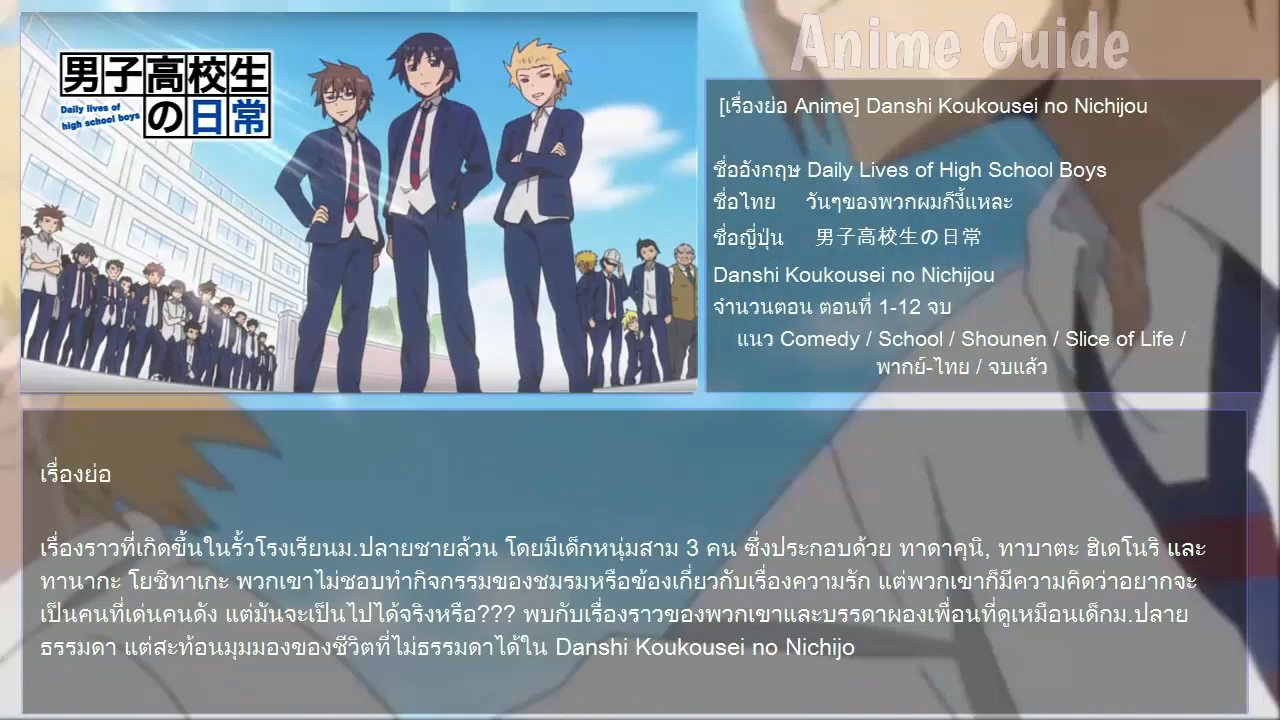 Anime Guide
男子高校生
の日常
Daily lives of
high school boys
[เรื่องย่อ Anime] Danshi Koukousei no Nichijou
ชื่ออังกฤษ Daily Lives of High School Boys
ชื่อไทย วันๆของพวกผมก็งี้แหละ
ชื่อญี่ปุ่น 男子高校生の日常
Danshi Koukousei no Nichijou
จำนวนตอน ตอนที่ 1-12 จบ
แนว Comedy / School / Shounen / Slice of Life /
พากย์-ไทย / จบแล้ว
เรื่องย่อ
เรื่องราวที่เกิดขึ้นในรั้วโรงเรียนม.ปลายชายล้วน โดยมีเด็กหนุ่มสาม 3 คน ซึ่งประกอบด้วย ทาดาคุนิ, ทาบาตะ ฮิเดโนริ และ
ทานากะ โยชิทาเกะ พวกเขาไม่ชอบทำกิจกรรมของชมรมหรือข้องเกี่ยวกับเรื่องความรัก แต่พวกเขาก็มีความคิดว่าอยากจะ
เป็นคนที่เด่นคนดัง แต่มันจะเป็นไปได้จริงหรือ??? พบกับเรื่องราวของพวกเขาและบรรดาผองเพื่อนที่ดูเหมือนเด็กม.ปลาย
ธรรมดา แต่สะท้อนมุมมองของชีวิตที่ไม่ธรรมดาได้ใน Danshi Koukousei no Nichijo